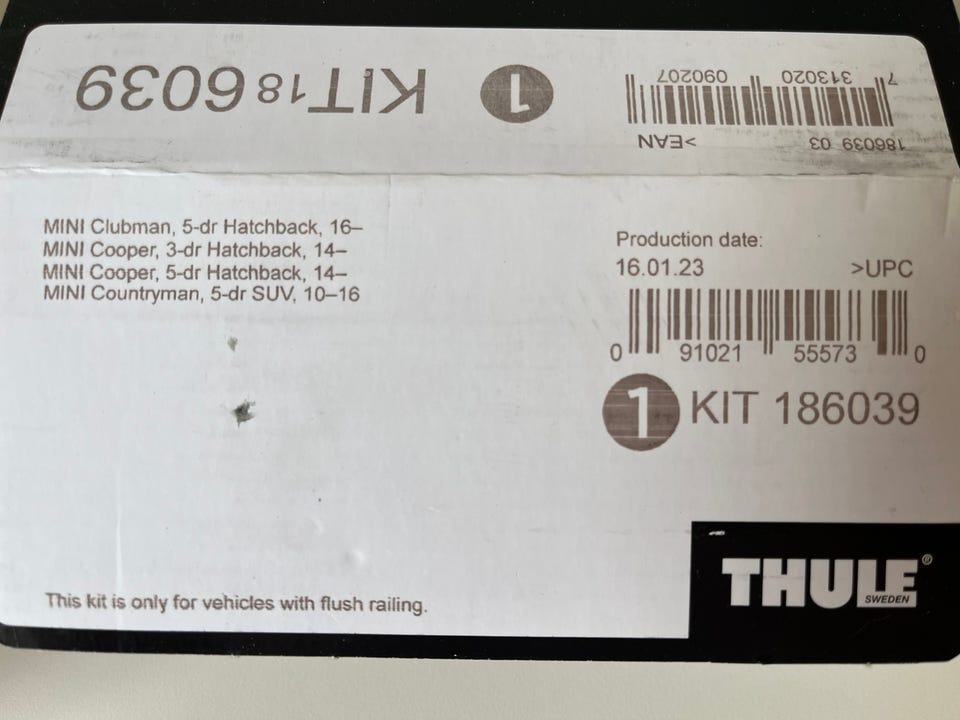 KIT 186039
1
7 313020 090207
186039 03 >EAN
MINI Clubman, 5-dr Hatchback, 16–
MINI Cooper, 3-dr Hatchback, 14–
MINI Cooper, 5-dr Hatchback, 14–
MINI Countryman, 5-dr SUV, 10–16
Production date:
16.01.23 >UPC
0 91021 55573 0
1 KIT 186039
This kit is only for vehicles with flush railing.
THULE®
SWEDEN